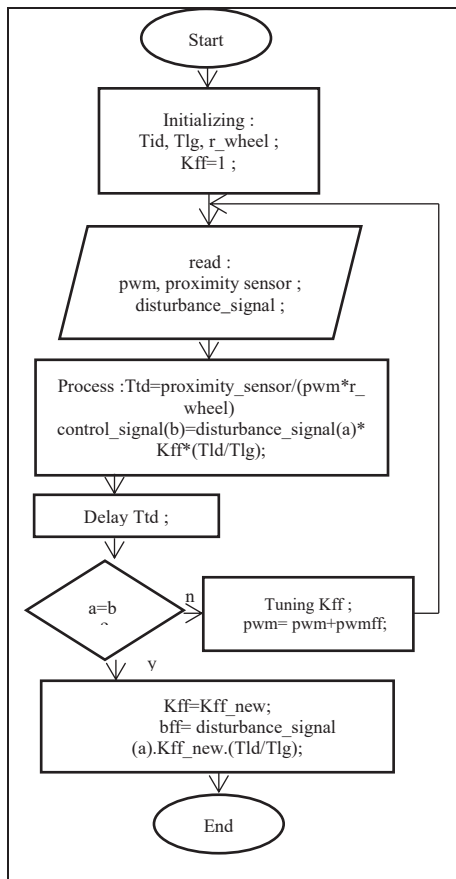 Start
Initializing :
Tid, Tlg, r_wheel ;
Kff=1 ;
read :
pwm, proximity sensor ;
disturbance_signal ;
Process :Ttd=proximity_sensor/(pwm*r_
wheel)
control_signal(b)=disturbance_signal(a)*
Kff*(Tld/Tlg);
Delay Ttd ;
a=b
n
Tuning Kff ;
pwm= pwm+pwmff;
y
Kff=Kff_new;
bff= disturbance_signal
(a).Kff_new.(Tld/Tlg);
End